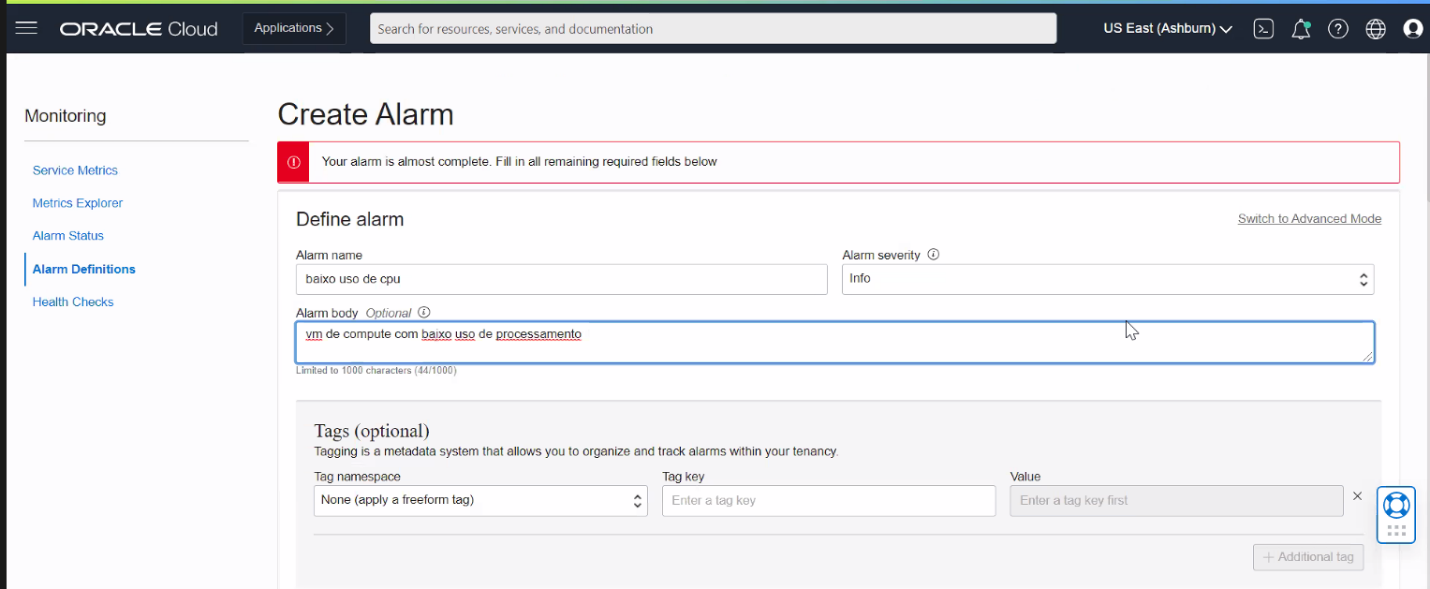 ORACLE Cloud
Applications
Search for resources, services, and documentation
US East (Ashburn)
Monitoring
Service Metrics
Metrics Explorer
Alarm Status
Alarm Definitions
Health Checks
Create Alarm
Your alarm is almost complete. Fill in all remaining required fields below
Define alarm
Switch to Advanced Mode
Alarm name
Alarm severity
baixo uso de cpu
Info
Alarm body Optional
vm de compute com baixo uso de processamento
Limited to 1000 characters (44/1000)
Tags (optional)
Tagging is a metadata system that allows you to organize and track alarms within your tenancy.
Tag namespace
Tag key
Value
None (apply a freeform tag)
Enter a tag key
Enter a tag key first
+ Additional tag